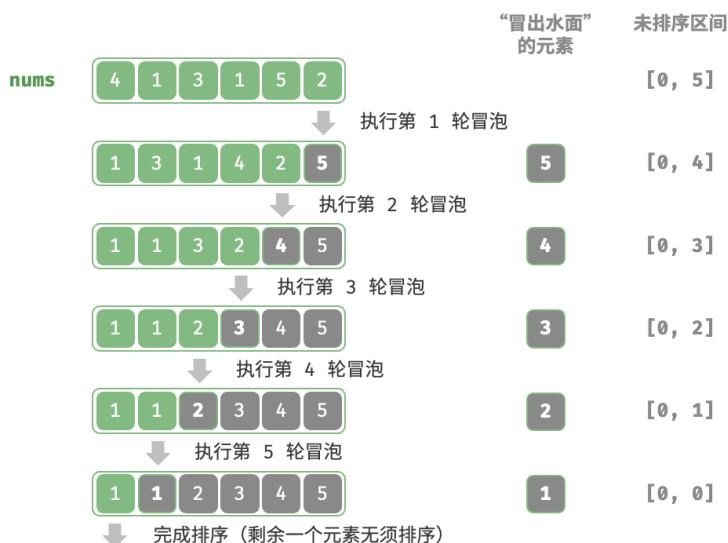 “冒出水面” 未排序区间
的元素
nums 4 1 3 1 5 2 [0, 5]
执行第 1 轮冒泡
1 3 1 4 2 5 5 [0, 4]
执行第 2 轮冒泡
1 1 3 2 4 5 4 [0, 3]
执行第 3 轮冒泡
1 1 2 3 4 5 3 [0, 2]
执行第 4 轮冒泡
1 1 2 3 4 5 2 [0, 1]
执行第 5 轮冒泡
1 1 2 3 4 5 1 [0, 0]
完成排序（剩余一个元素无须排序）